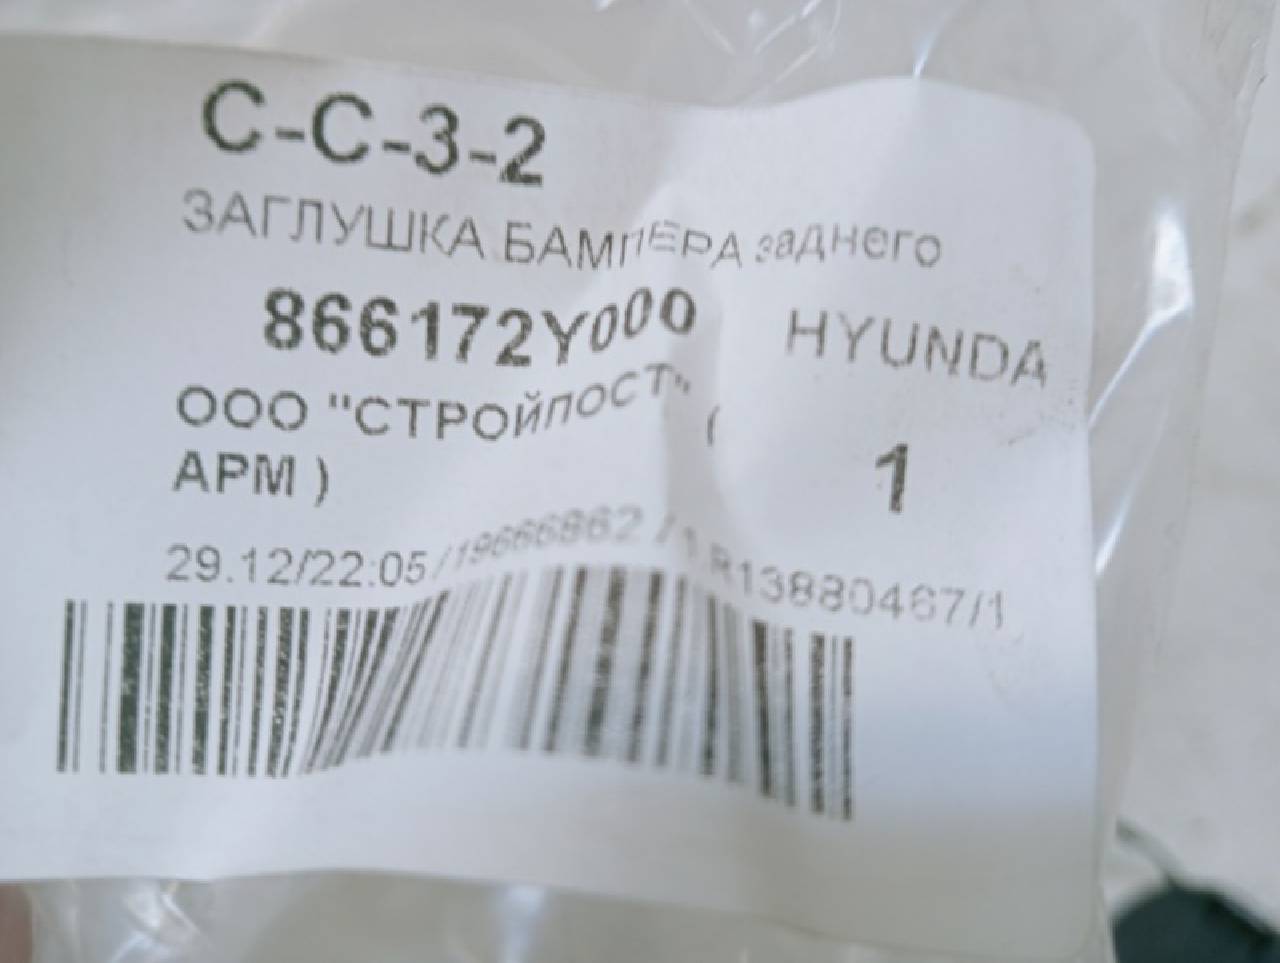 С-С-3-2
ЗАГЛУШКА БАМПЕРА заднего
866172Y000 HYUNDA
ООО "СТРОЙПОСТ" (
АРМ ) 1
29.12/22:05 /19666862 /1 R13880467/1